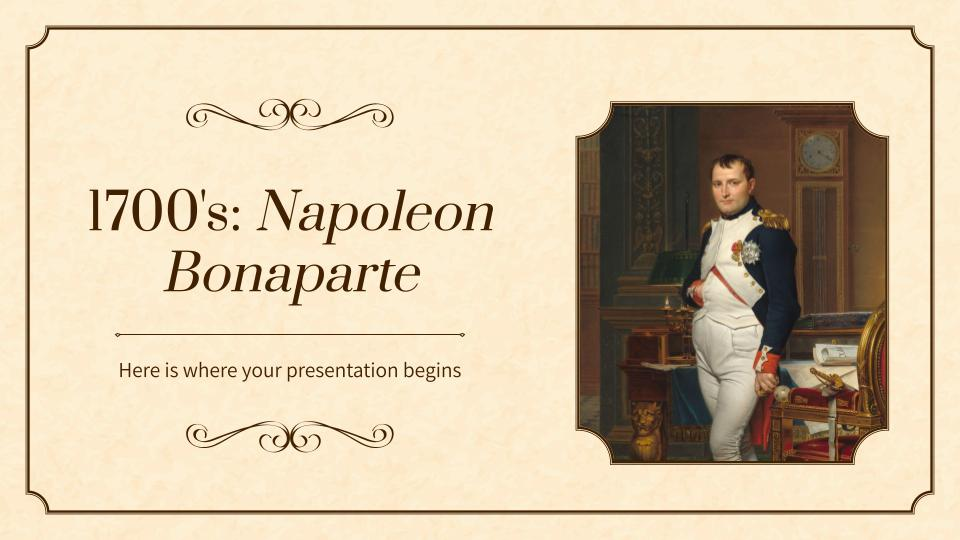 1700's: Napoleon
Bonaparte
Here is where your presentation begins